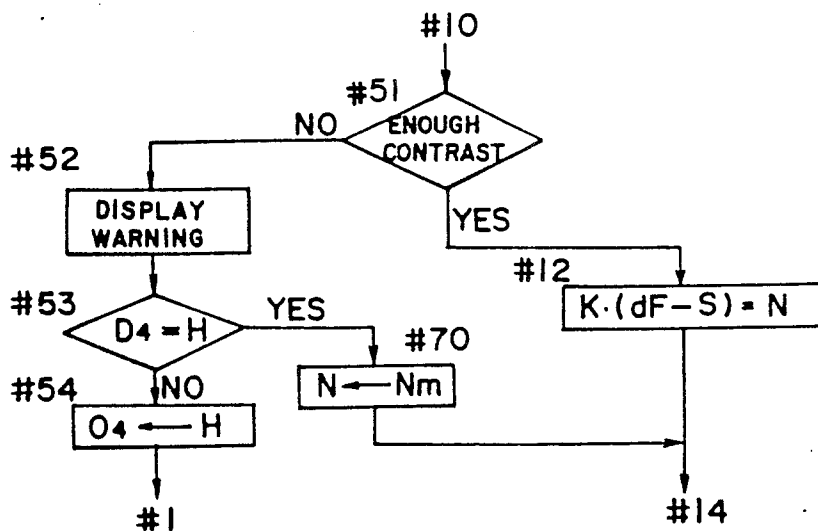 #10
#51
ENOUGH
CONTRAST
NO
YES
#52
DISPLAY
WARNING
#12
K·(dF–S)=N
#53
D4=H
YES
#70
N←Nm
NO
#54
O4←H
#1
#14